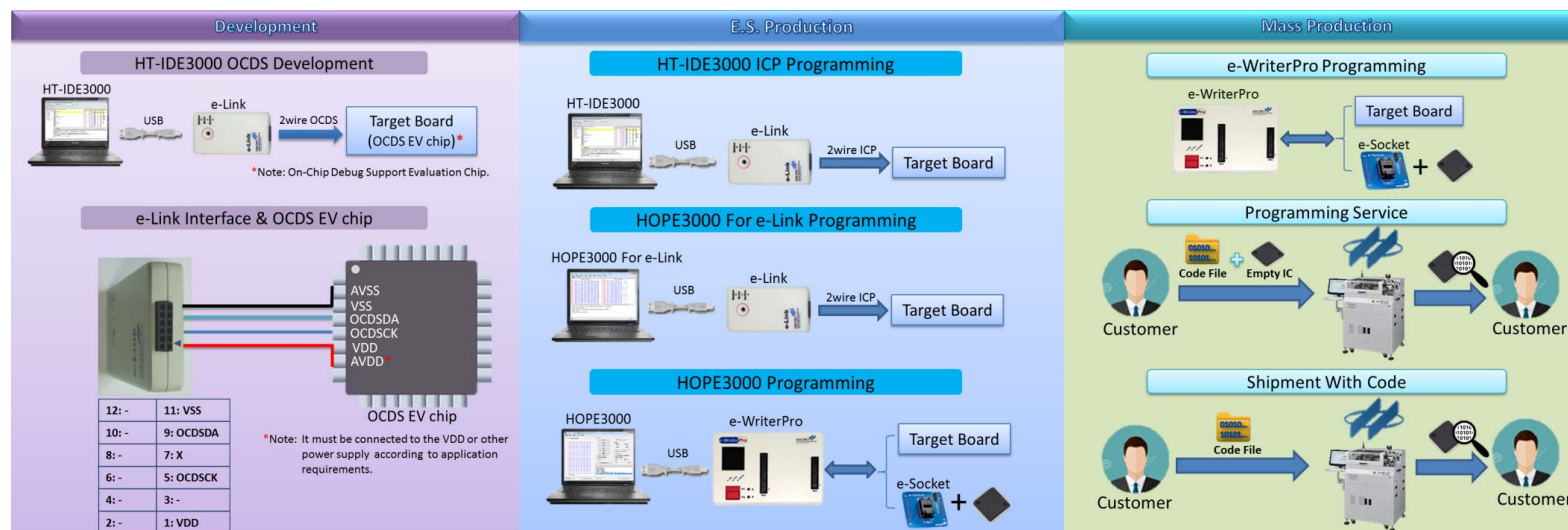 Development
HT-IDE3000 OCDS Development
HT-IDE3000
USB
e-Link
2wire OCDS
Target Board
(OCDS EV chip)*
*Note: On-Chip Debug Support Evaluation Chip.
e-Link Interface & OCDS EV chip
AVSS
VSS
OCDSDA
OCDSCK
VDD
AVDD*
OCDS EV chip
12: - 11: VSS
10: - 9: OCDSDA
8: - 7: X
6: - 5: OCDSCK
4: - 3: -
2: - 1: VDD
*Note: It must be connected to the VDD or other
power supply according to application
requirements.
E.S. Production
HT-IDE3000 ICP Programming
HT-IDE3000
USB
e-Link
e-Link
2wire ICP
Target Board
HOPE3000 For e-Link Programming
HOPE3000 For e-Link
USB
e-Link
e-Link
2wire ICP
Target Board
HOPE3000 Programming
HOPE3000
USB
e-WriterPro
Target Board
e-Socket
+
Mass Production
e-WriterPro Programming
e-WriterPro
Target Board
e-Socket
+
Programming Service
Customer
01010...
10101...
Code File
Empty IC
Customer
Shipment With Code
Customer
01010...
10101...
Code File
Customer